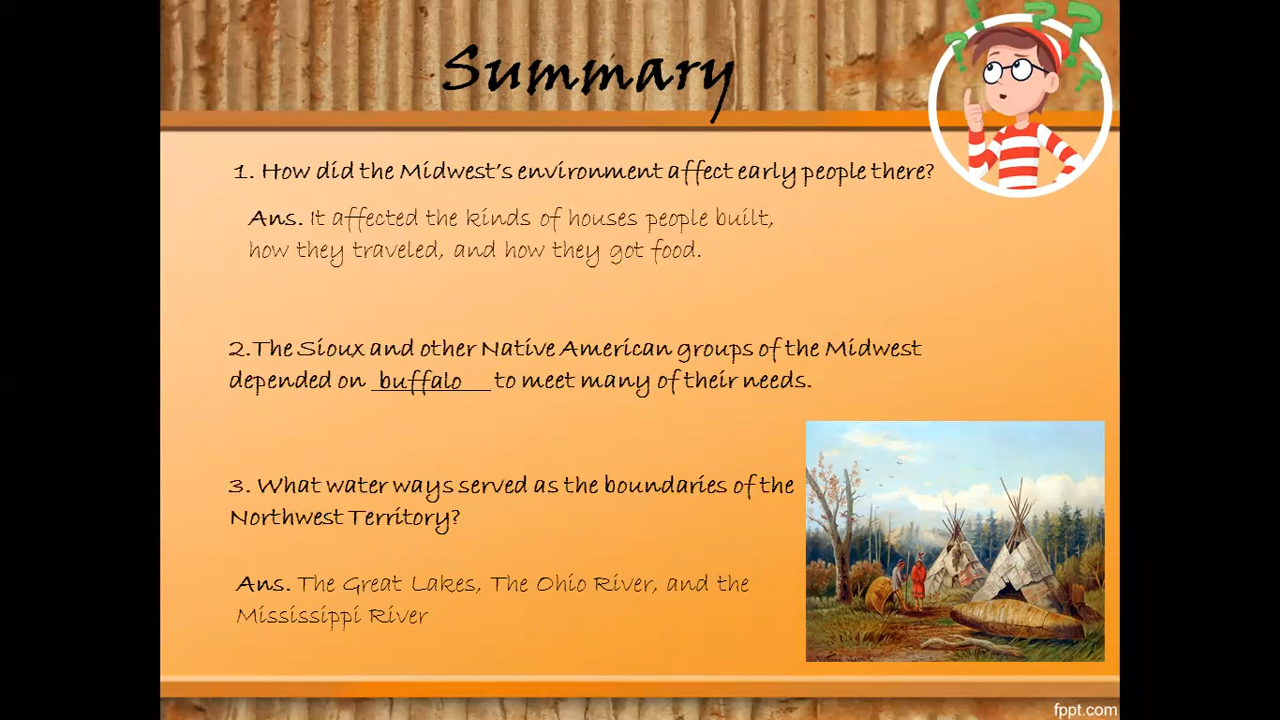 Summary
1. How did the Midwest's environment affect early people there?
Ans. It affected the kinds of houses people built,
how they traveled, and how they got food.
2.The Sioux and other Native American groups of the Midwest
depended on buffalo to meet many of their needs.
3. What water ways served as the boundaries of the
Northwest Territory?
Ans. The Great Lakes, The Ohio River, and the
Mississippi River
fppt.com